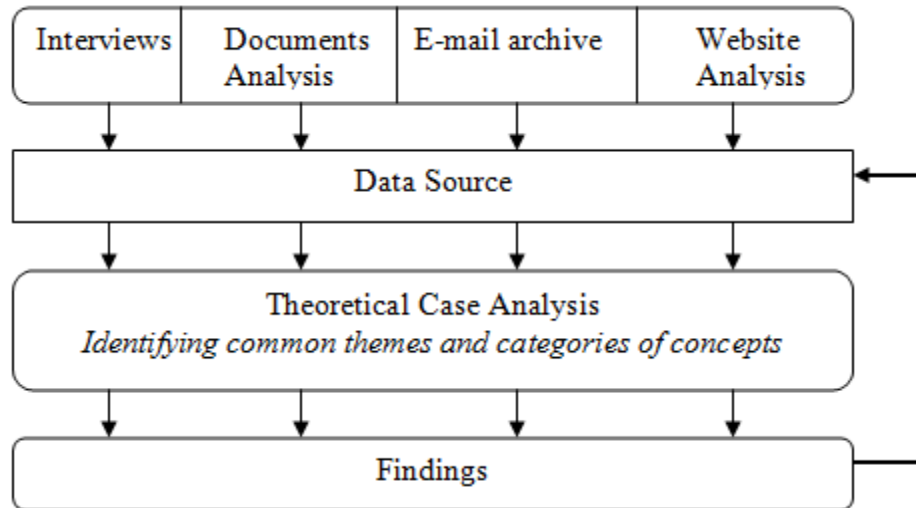 Interviews
Documents
Analysis
E-mail archive
Website
Analysis
Data Source
Theoretical Case Analysis
Identifying common themes and categories of concepts
Findings